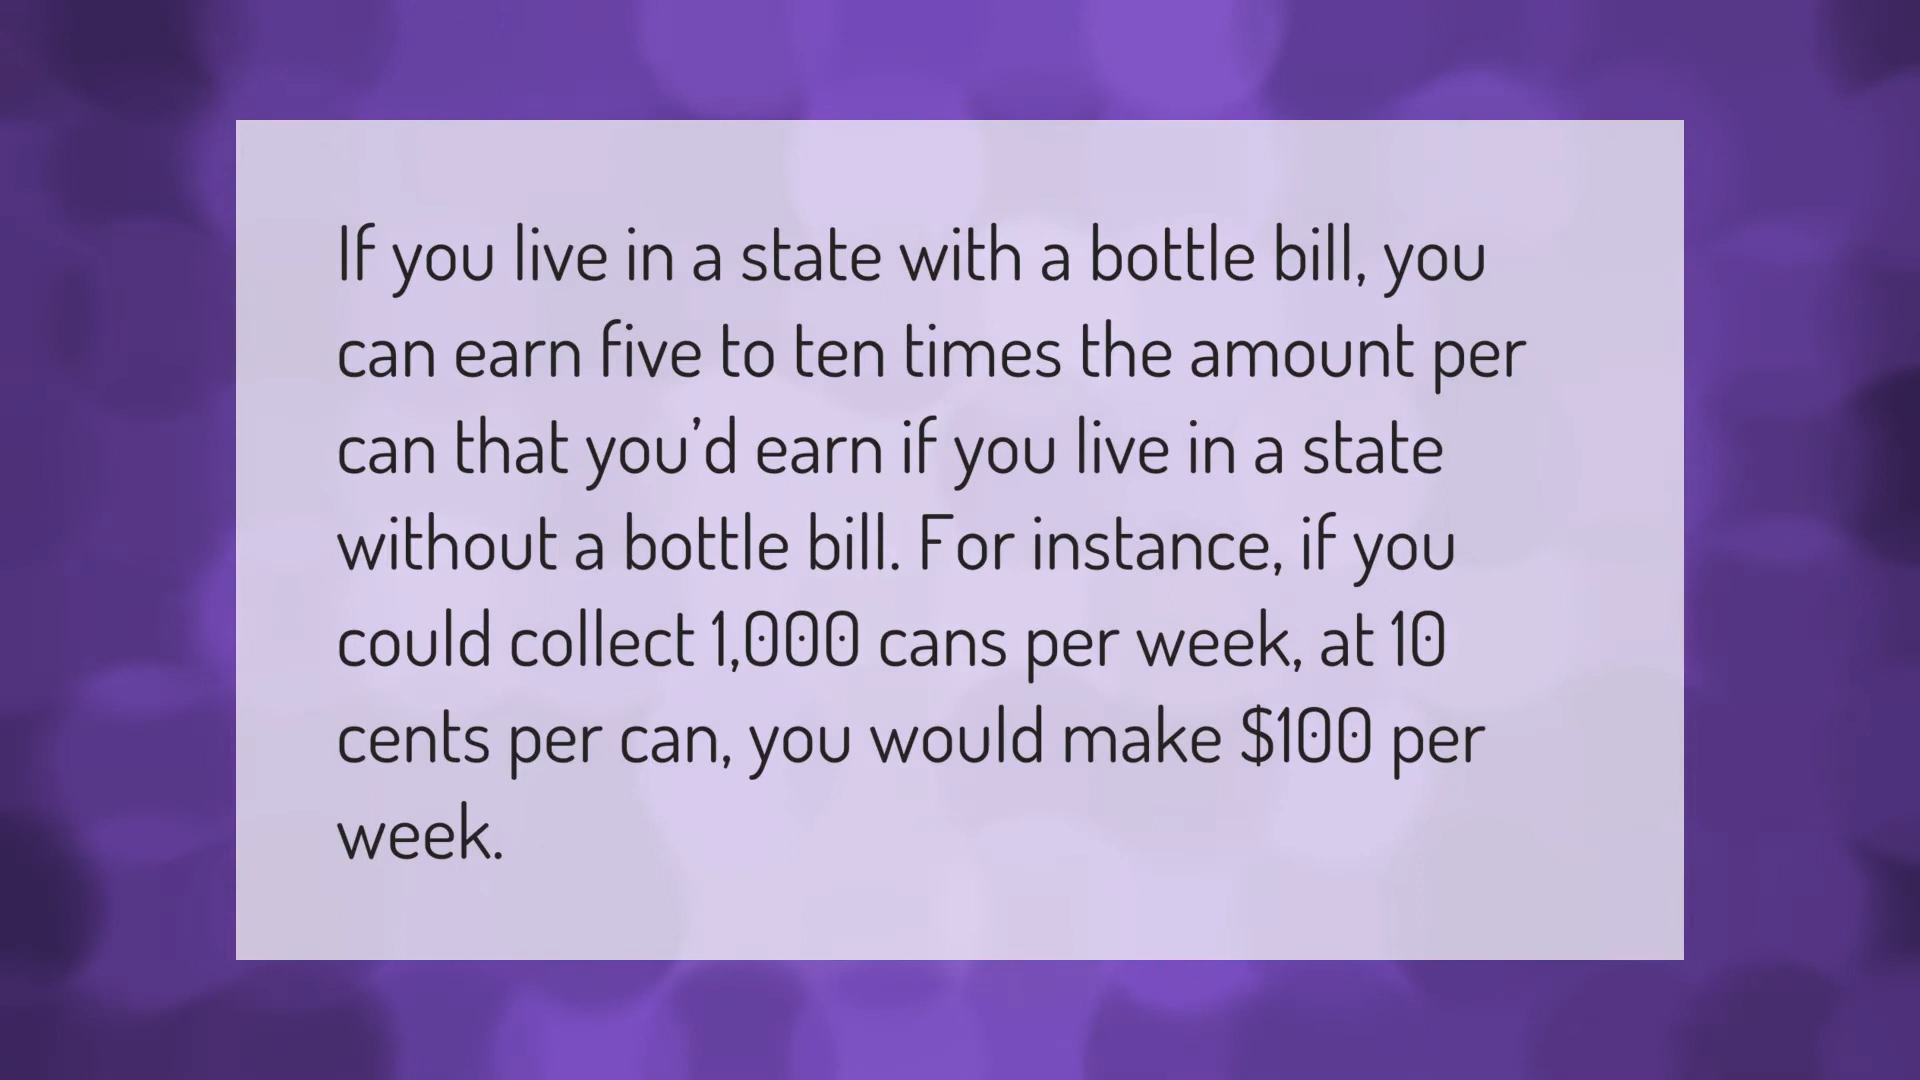 If you live in a state with a bottle bill, you
can earn five to ten times the amount per
can that you’d earn if you live in a state
without a bottle bill. For instance, if you
could collect 1,000 cans per week, at 10
cents per can, you would make $100 per
week.